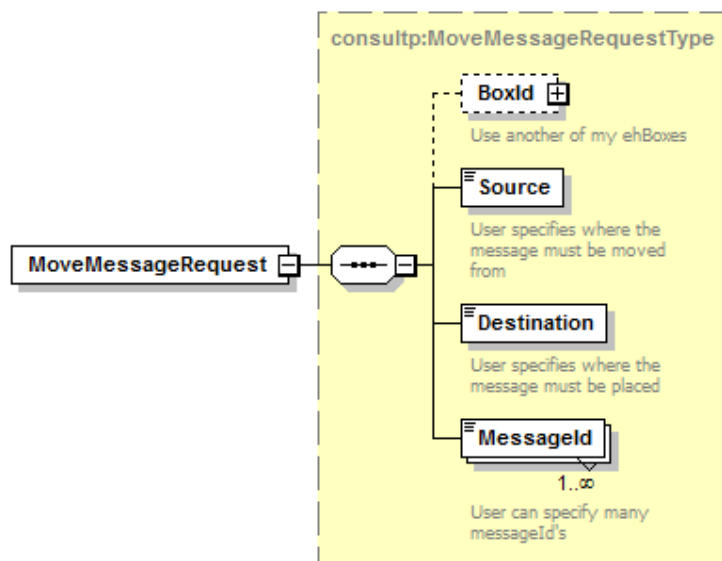 consultp:MoveMessageRequestType
BoxId
Use another of my ehBoxes
Source
User specifies where the
message must be moved
from
MoveMessageRequest
Destination
User specifies where the
message must be placed
MessageId
1..∞
User can specify many
messageId's